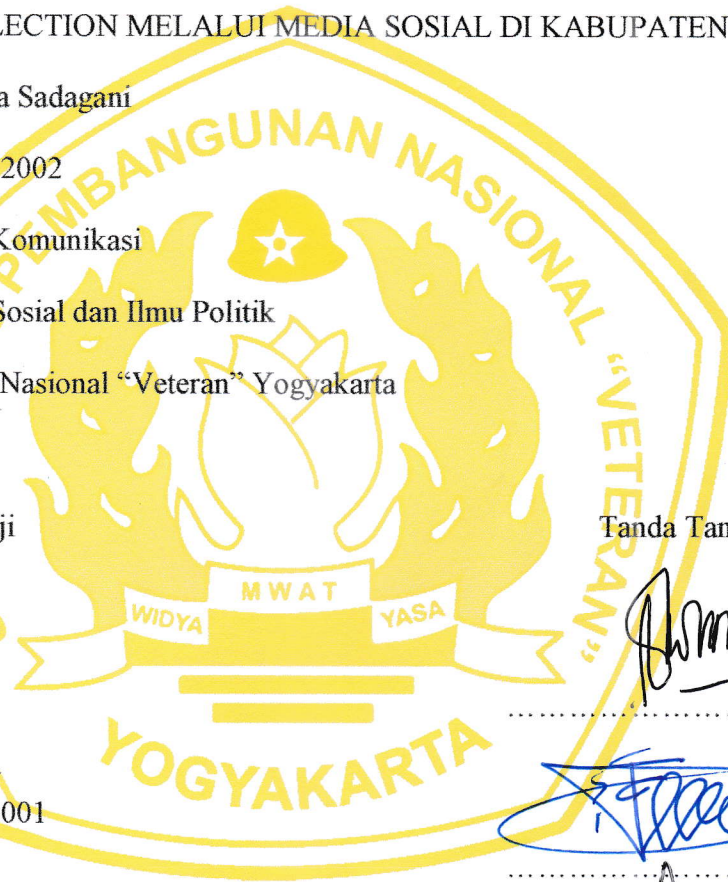 LECTION MELALUI MEDIA SOSIAL DI KABUPATEN
a Sadagani
2002
Komunikasi
Sosial dan Ilmu Politik
Nasional “Veteran” Yogyakarta
ji
Tanda Tan
001
PEMBANGUNAN NASIONAL “VETERAN”
WIDYA MWAT YASA
YOGYAKARTA